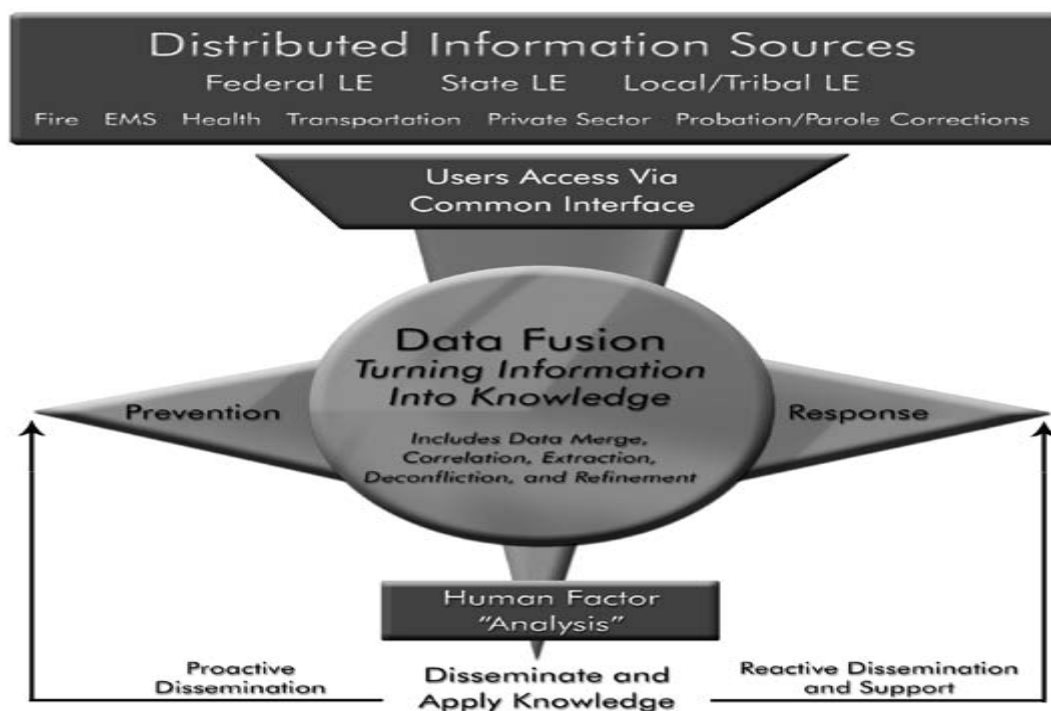 Distributed Information Sources
Federal LE State LE Local/Tribal LE
Fire EMS Health Transportation Private Sector Probation/Parole Corrections
Users Access Via
Common Interface
Data Fusion
Turning Information
Into Knowledge
Includes Data Merge,
Correlation, Extraction,
Deconfliction, and Refinement
Prevention
Response
Human Factor
"Analysis"
Proactive
Dissemination
Disseminate and
Apply Knowledge
Reactive Dissemination
and Support